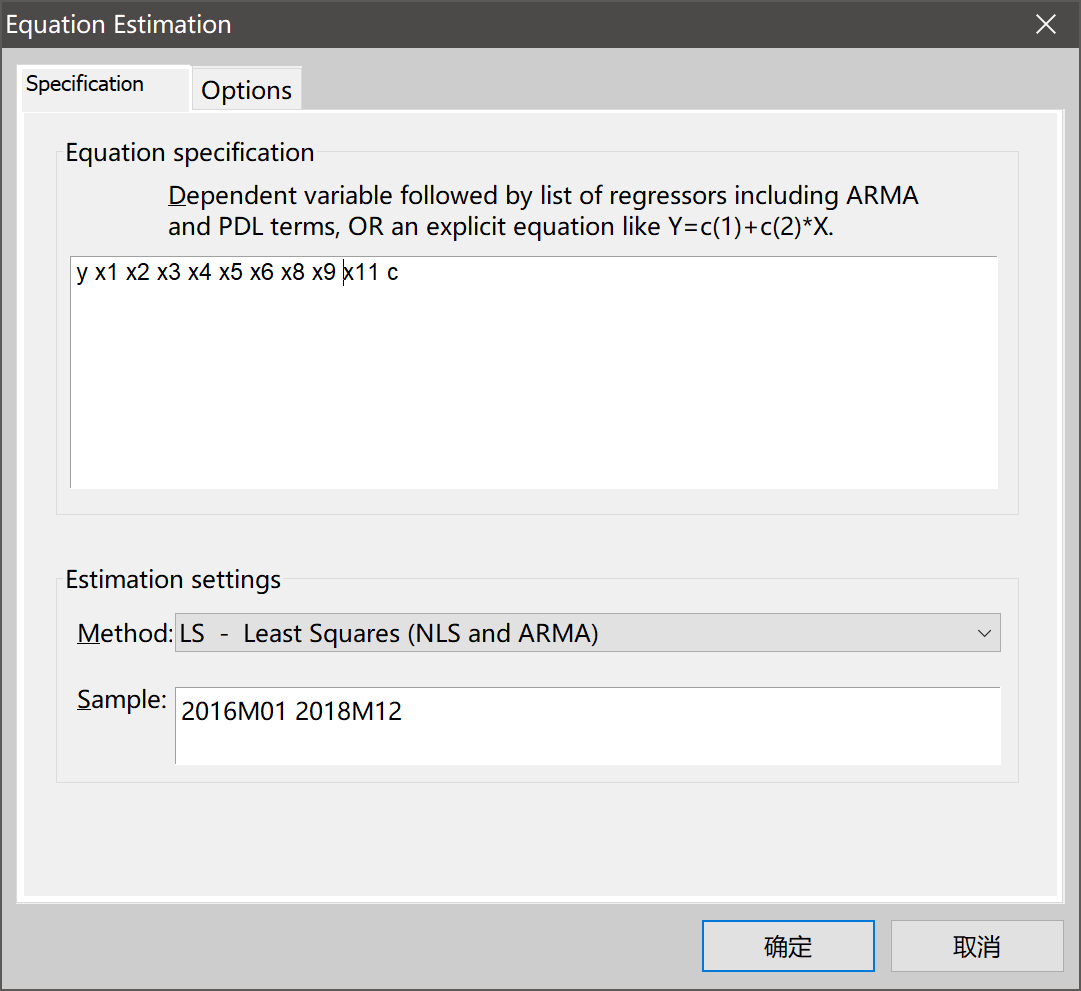 Equation Estimation
Specification
Options
Equation specification
Dependent variable followed by list of regressors including ARMA
and PDL terms, OR an explicit equation like Y=c(1)+c(2)*X.
y x1 x2 x3 x4 x5 x6 x8 x9 x11 c
Estimation settings
Method: LS - Least Squares (NLS and ARMA)
Sample: 2016M01 2018M12
确定 取消